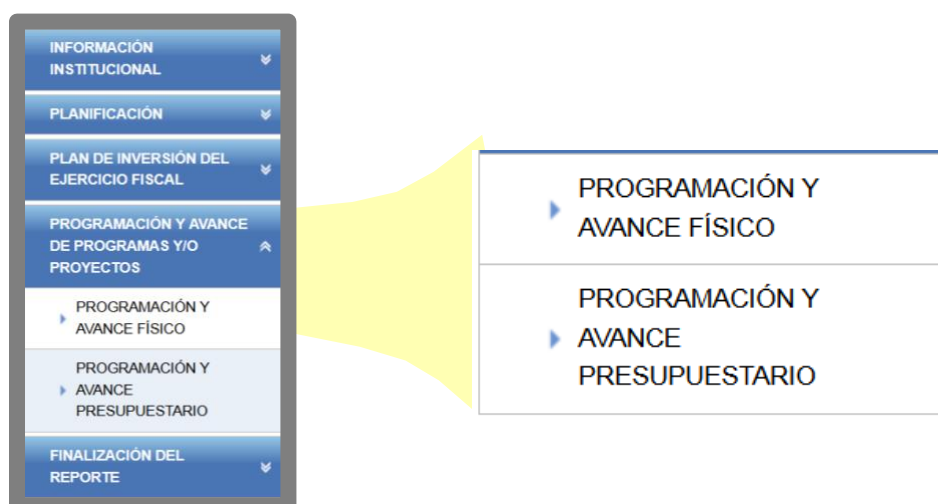 INFORMACIÓN
INSTITUCIONAL
PLANIFICACIÓN
PLAN DE INVERSIÓN DEL
EJERCICIO FISCAL
PROGRAMACIÓN Y AVANCE
DE PROGRAMAS Y/O
PROYECTOS
PROGRAMACIÓN Y
AVANCE FÍSICO
PROGRAMACIÓN Y
AVANCE
PRESUPUESTARIO
FINALIZACIÓN DEL
REPORTE
PROGRAMACIÓN Y
AVANCE FÍSICO
PROGRAMACIÓN Y
AVANCE
PRESUPUESTARIO